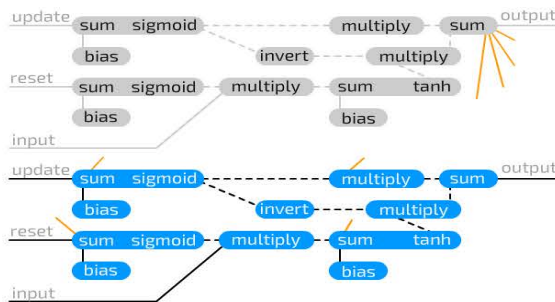 update sum sigmoid multiply sum output
bias invert multiply
reset sum sigmoid multiply sum tanh
bias bias
input
update sum sigmoid multiply sum output
bias invert multiply
reset sum sigmoid multiply sum tanh
bias bias
input